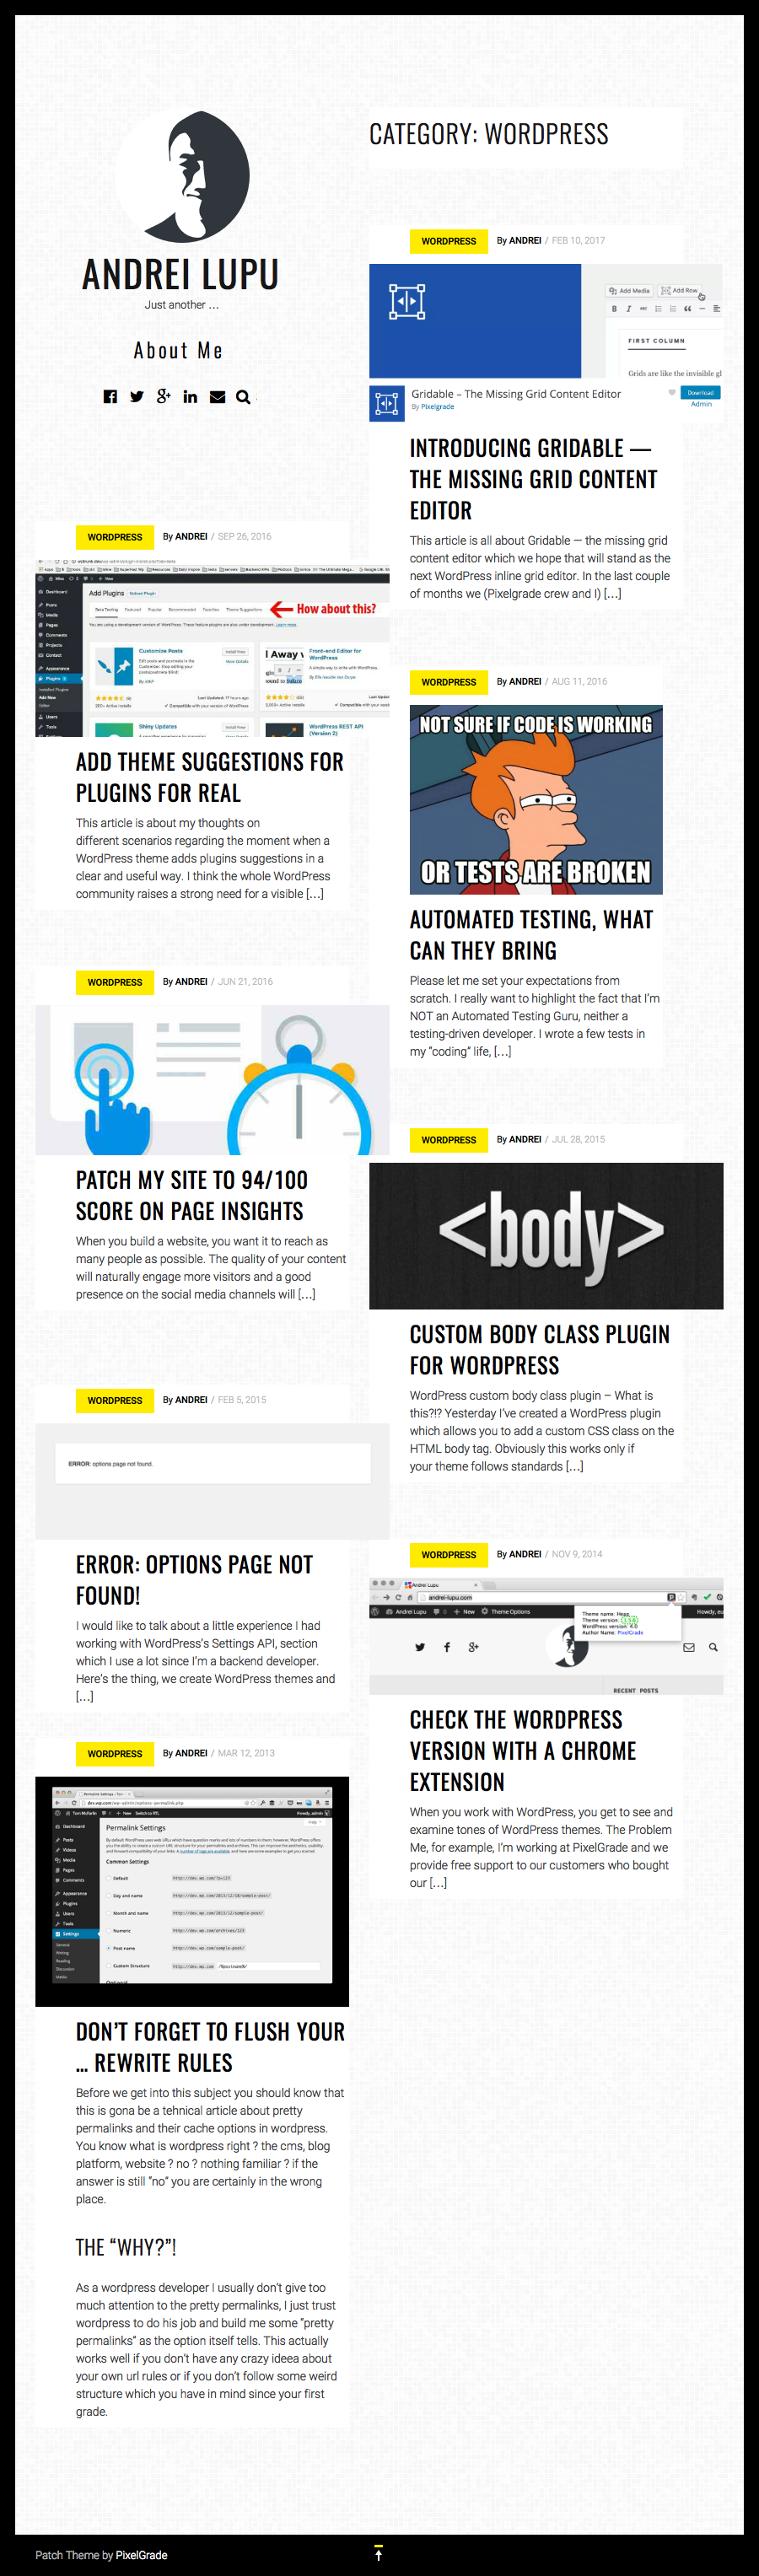 ANDREI LUPU
Just another …
About Me
CATEGORY: WORDPRESS
WORDPRESS By ANDREI / FEB 10, 2017
Add Media Add Row
FIRST COLUMN
Grids are like the invisible gl
Gridable – The Missing Grid Content Editor
By Pixelgrade
Download
Admin
INTRODUCING GRIDABLE —
THE MISSING GRID CONTENT
EDITOR
This article is all about Gridable — the missing grid
content editor which we hope that will stand as the
next WordPress inline grid editor. In the last couple
of months we (Pixelgrade crew and I) […]
WORDPRESS By ANDREI / SEP 26, 2016
Add Plugins
How about this?
Customize Posts
Front-end Editor for
WordPress
Shiny Updates
WordPress REST API
(Version 2)
ADD THEME SUGGESTIONS FOR
PLUGINS FOR REAL
This article is about my thoughts on
different scenarios regarding the moment when a
WordPress theme adds plugins suggestions in a
clear and useful way. I think the whole WordPress
community raises a strong need for a visible […]
WORDPRESS By ANDREI / AUG 11, 2016
NOT SURE IF CODE IS WORKING
OR TESTS ARE BROKEN
AUTOMATED TESTING, WHAT
CAN THEY BRING
Please let me set your expectations from
scratch. I really want to highlight the fact that I’m
NOT an Automated Testing Guru, neither a
testing-driven developer. I wrote a few tests in
my “coding” life, […]
WORDPRESS By ANDREI / JUN 21, 2016
PATCH MY SITE TO 94/100
SCORE ON PAGE INSIGHTS
When you build a website, you want it to reach as
many people as possible. The quality of your content
will naturally engage more visitors and a good
presence on the social media channels will […]
WORDPRESS By ANDREI / JUL 28, 2015
<body>
CUSTOM BODY CLASS PLUGIN
FOR WORDPRESS
WordPress custom body class plugin – What is
this?!? Yesterday I’ve created a WordPress plugin
which allows you to add a custom CSS class on the
HTML body tag. Obviously this works only if
your theme follows standards […]
WORDPRESS By ANDREI / FEB 5, 2015
ERROR: options page not found.
ERROR: OPTIONS PAGE NOT
FOUND!
I would like to talk about a little experience I had
working with WordPress’s Settings API, section
which I use a lot since I’m a backend developer.
Here’s the thing, we create WordPress themes and
[…]
WORDPRESS By ANDREI / NOV 9, 2014
Andrei Lupu
andrei-lupu.com
Andrei Lupu 0 + New Theme Options
Theme name: Heap
Theme version:
WordPress version: 4.0
Author Name: PixelGrade
RECENT POSTS
CHECK THE WORDPRESS
VERSION WITH A CHROME
EXTENSION
When you work with WordPress, you get to see and
examine tones of WordPress themes. The Problem
Me, for example, I’m working at PixelGrade and we
provide free support to our customers who bought
our […]
WORDPRESS By ANDREI / MAR 12, 2013
Permalink Settings
Common Settings
Default
Day and name
Month and name
Numeric
Post name
Custom Structure
DON’T FORGET TO FLUSH YOUR
… REWRITE RULES
Before we get into this subject you should know that
this is gona be a tehnical article about pretty
permalinks and their cache options in wordpress.
You know what is wordpress right ? the cms, blog
platform, website ? no ? nothing familiar ? if the
answer is still “no” you are certainly in the wrong
place.
THE “WHY?”!
As a wordpress developer I usually don’t give too
much attention to the pretty permalinks, I just trust
wordpress to do his job and build me some “pretty
permalinks” as the option itself tells. This actually
works well if you don’t have any crazy ideea about
your own url rules or if you don’t follow some weird
structure which you have in mind since your first
grade.
Patch Theme by PixelGrade